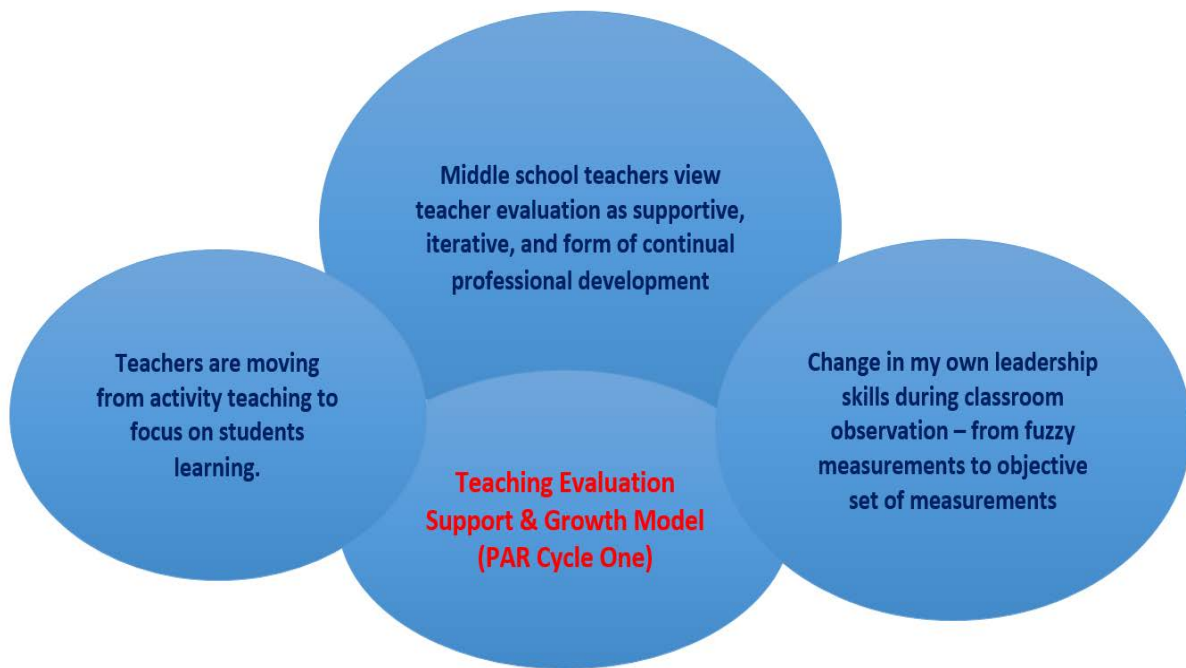 Middle school teachers view
teacher evaluation as supportive,
iterative, and form of continual
professional development
Teachers are moving
from activity teaching to
focus on students
learning.
Change in my own leadership
skills during classroom
observation – from fuzzy
measurements to objective
set of measurements
Teaching Evaluation
Support & Growth Model
(PAR Cycle One)